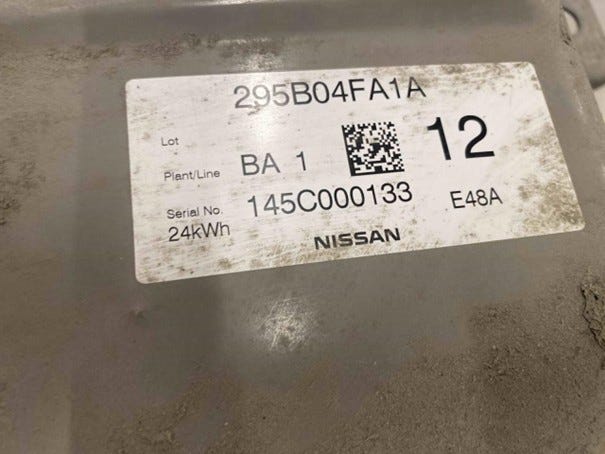 295B04FA1A
Lot
Plant/Line BA 1 12
Serial No. 145C000133 E48A
24kWh
NISSAN